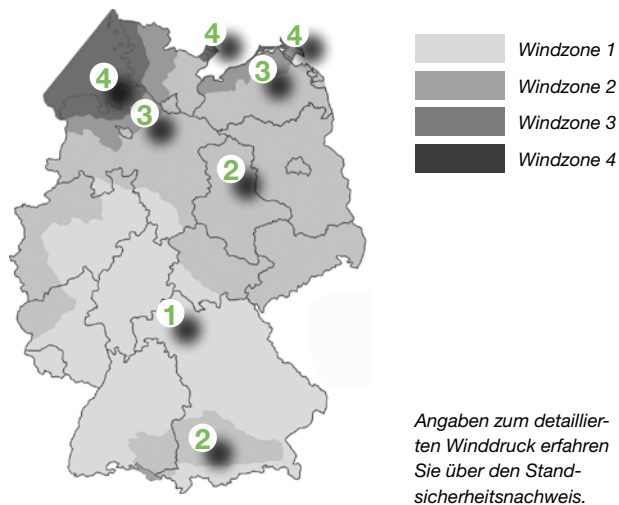 4
4
4
3
3
2
1
2
Windzone 1
Windzone 2
Windzone 3
Windzone 4
Angaben zum detaillier-
ten Winddruck erfahren
Sie über den Stand-
sicherheitsnachweis.